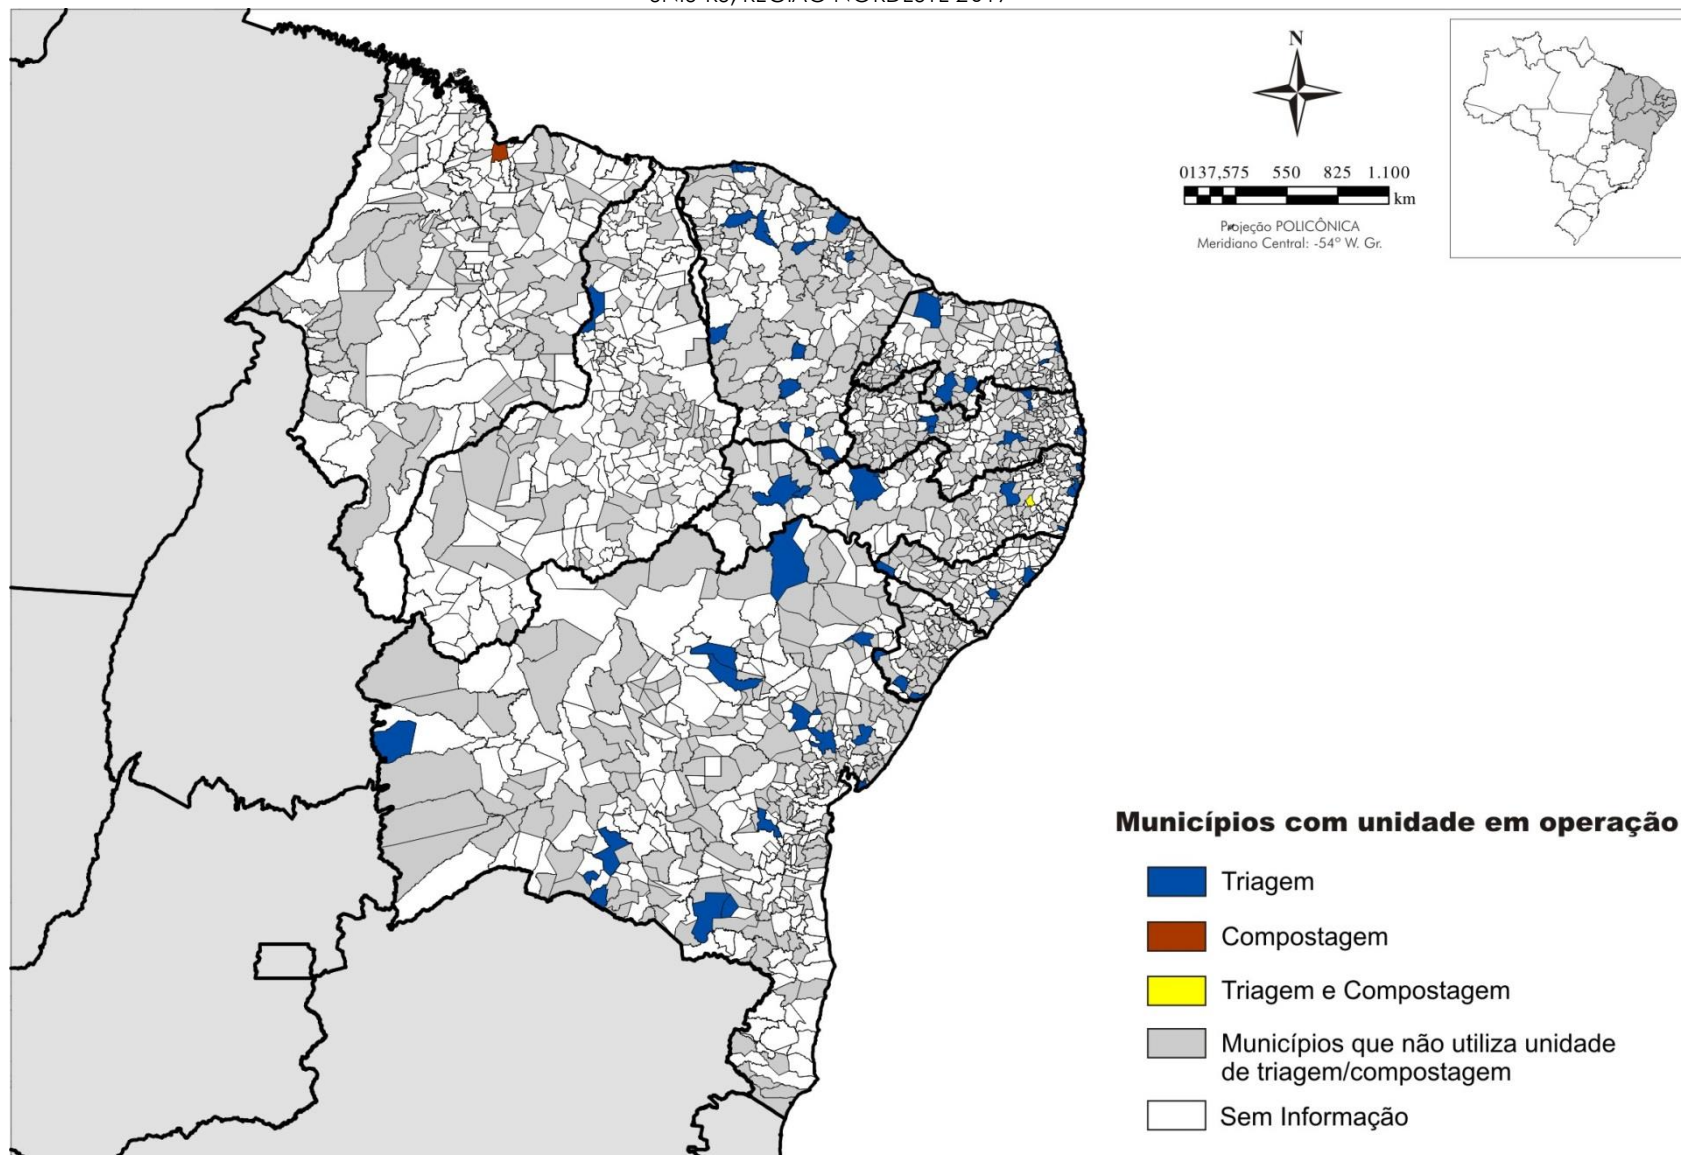 N
0137,575 550 825 1.100
km
Projeção POLICÔNICA
Meridiano Central: -54º W. Gr.
Municípios com unidade em operação
Triagem
Compostagem
Triagem e Compostagem
Municípios que não utiliza unidade
de triagem/compostagem
Sem Informação